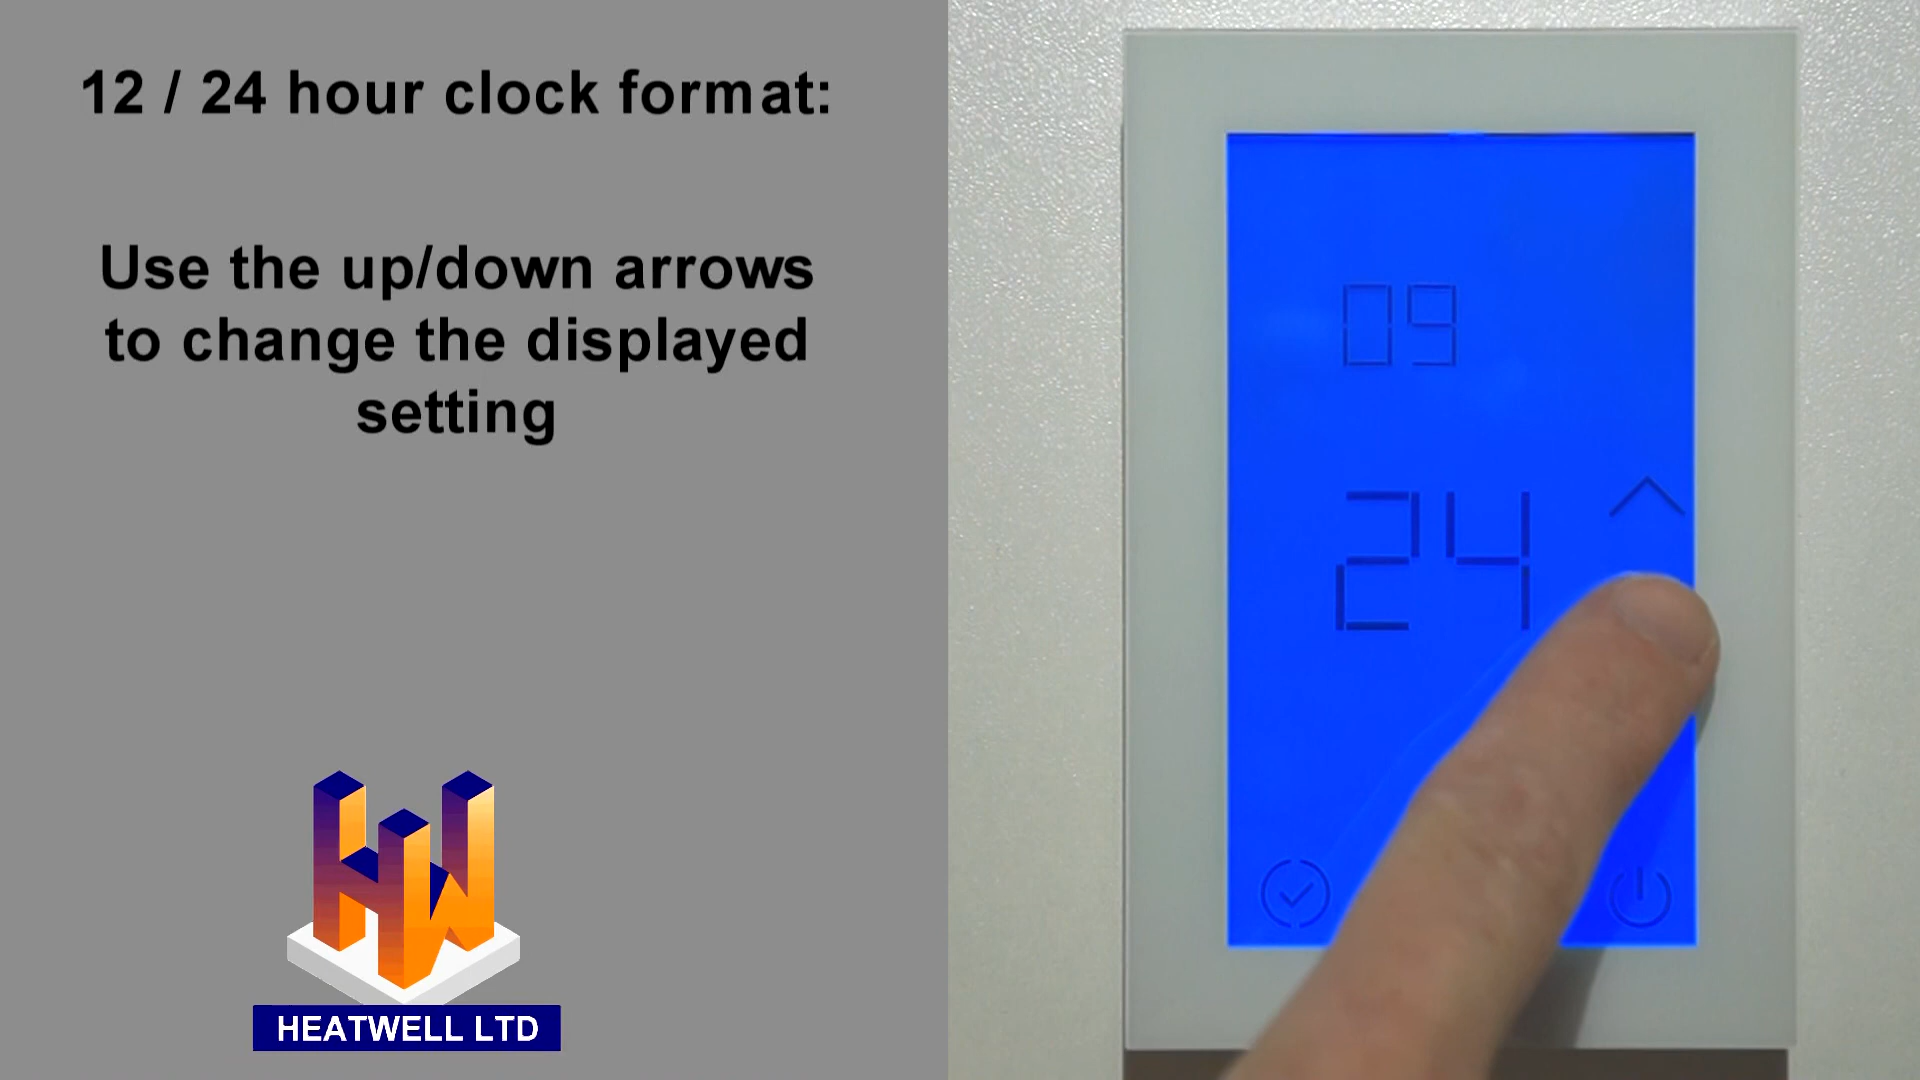 12 / 24 hour clock format:
Use the up/down arrows
to change the displayed
setting
HEATWELL LTD
09
24